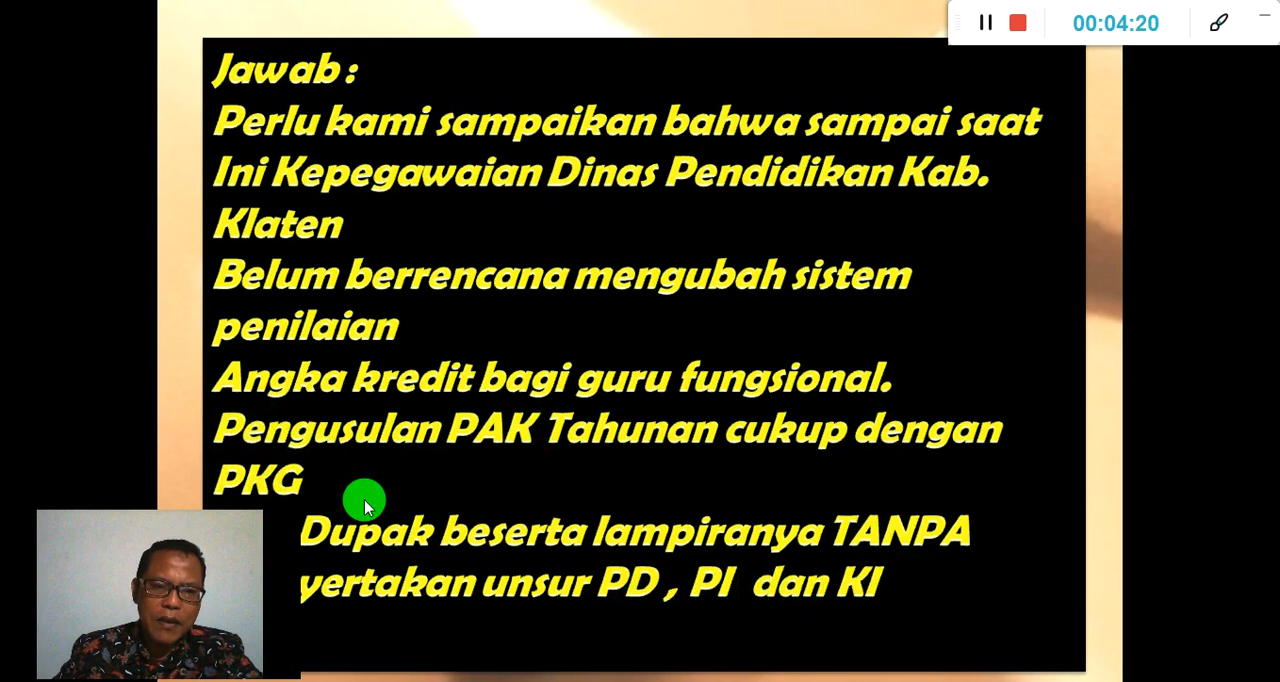 00:04:20
Jawab :
Perlu kami sampaikan bahwa sampai saat
Ini Kepegawaian Dinas Pendidikan Kab.
Klaten
Belum berrencana mengubah sistem
penilaian
Angka kredit bagi guru fungsional.
Pengusulan PAK Tahunan cukup dengan
PKG
Dupak beserta lampiranya TANPA
unsur PD , PI dan KI